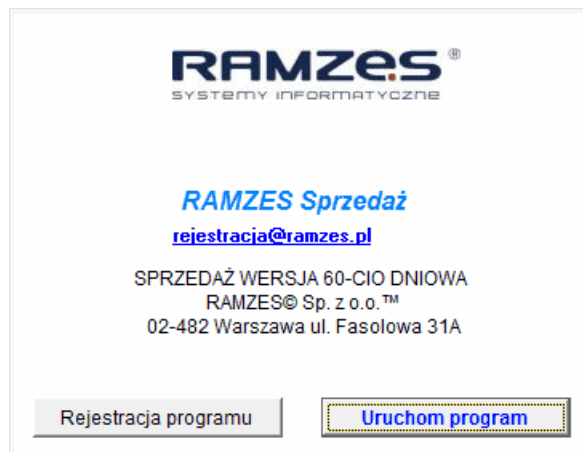 RAMZES®
SYSTEMY INFORMATYCZNE
RAMZES Sprzedaż
rejestracja@ramzes.pl
SPRZEDAŻ WERSJA 60-CIO DNIOWA
RAMZES© Sp. z o.o.™
02-482 Warszawa ul. Fasolowa 31A
Rejestracja programu
Uruchom program